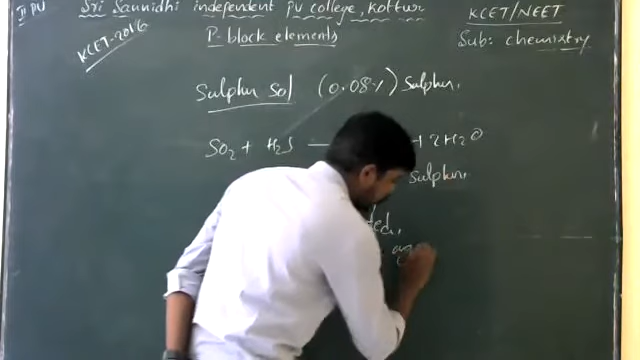 II PU
Sri Sannidhi independent PU college, Kottur
KCET/NEET
P-block elements
Sub: chemistry
KCET-2016
Sulphur sol (0.08%) Sulphur.
SO₂ + H₂S + 2H₂O
Sulphur.